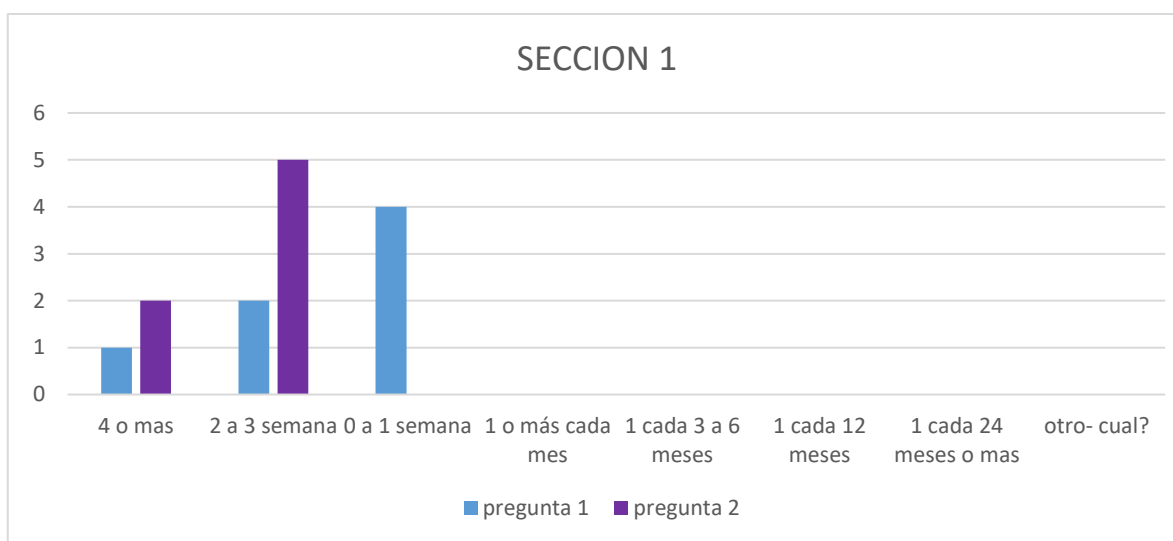 SECCION 1
6
5
4
3
2
1
0
4 o mas
2 a 3 semana
0 a 1 semana
1 o más cada
mes
1 cada 3 a 6
meses
1 cada 12
meses
1 cada 24
meses o mas
otro- cual?
pregunta 1
pregunta 2